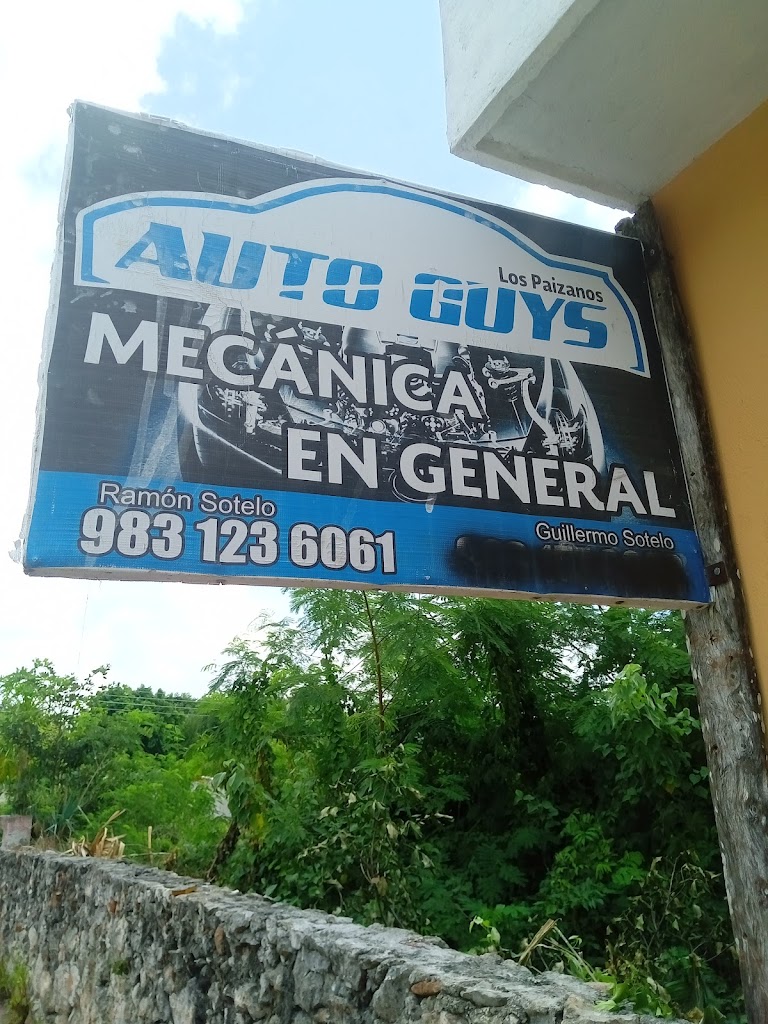 AUTO GUYS
Los Paizanos
MECÁNICA
EN GENERAL
Ramón Sotelo
983 123 6061
Guillermo Sotelo